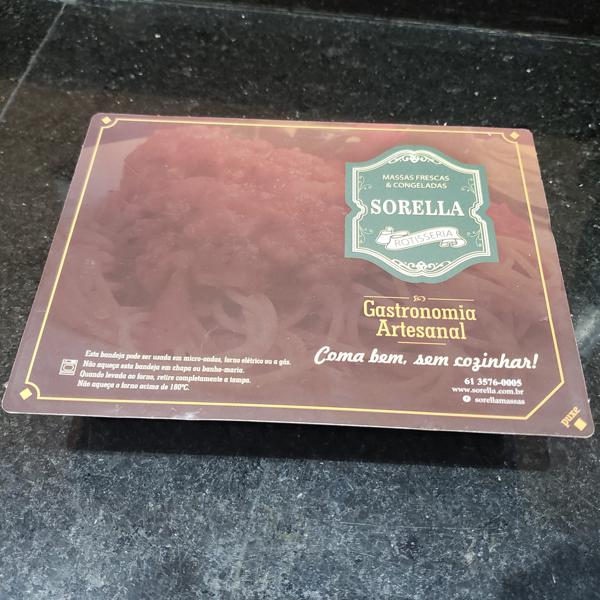 MASSAS FRESCAS
& CONGELADAS
SORELLA
ROTISSERIA
Gastronomia
Artesanal
Coma bem, sem cozinhar!
61 3576-0005
www.sorella.com.br
sorellamassas
Esta bandeja pode ser usada em micro-ondas, forno elétrico ou a gás.
Não aqueça esta bandeja em chapa ou banho-maria.
Quando levada ao forno, retire completamente a tampa.
Não aqueça o forno acima de 180ºC.
puxe